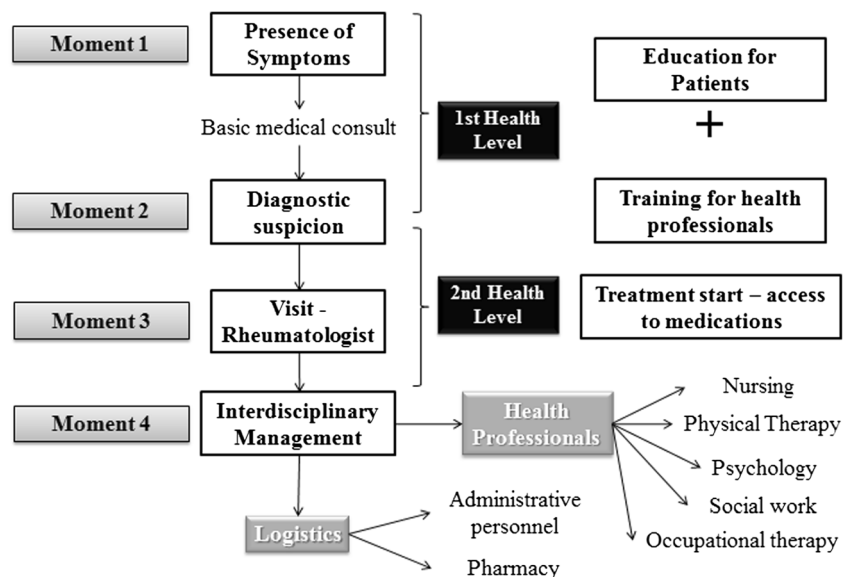 Moment 1
Presence of
Symptoms
Basic medical consult
1st Health
Level
Education for
Patients
+
Moment 2
Diagnostic
suspicion
Training for health
professionals
Moment 3
Visit -
Rheumatologist
2nd Health
Level
Treatment start – access
to medications
Moment 4
Interdisciplinary
Management
Health
Professionals
Nursing
Physical Therapy
Psychology
Social work
Occupational therapy
Logistics
Administrative
personnel
Pharmacy